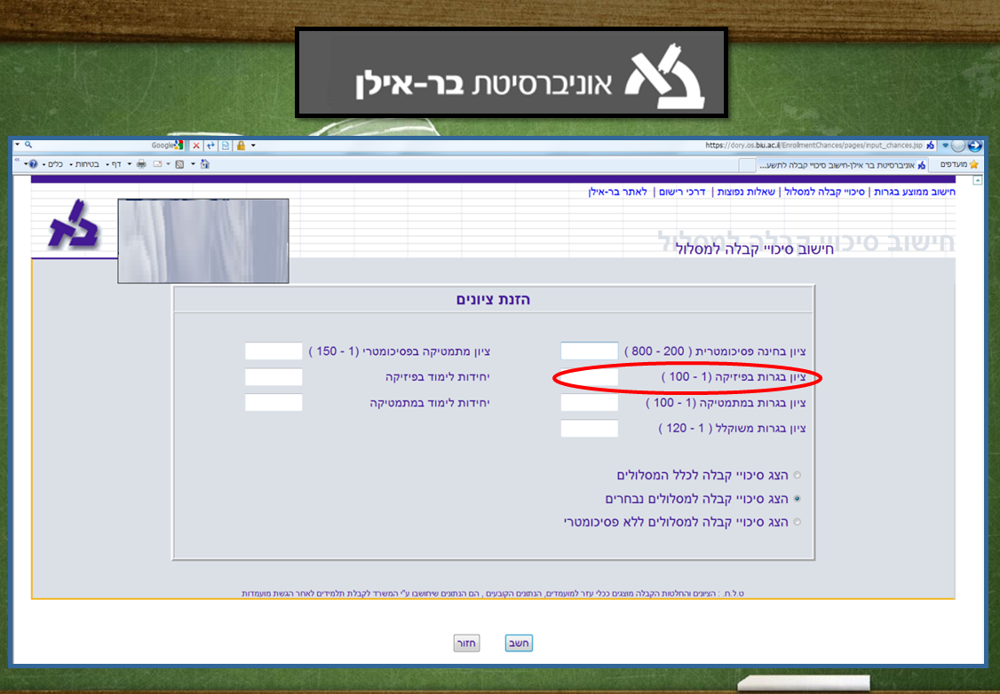 אוניברסיטת בר-אילן
Google
https://dory.os.biu.ac.il/EnrollmentChances/pages/input_chances.jsp
מועדפים
אוניברסיטת בר אילן-חישוב סיכויי קבלה לתשע...
דף
בטיחות
כלים
חישוב ממוצע בגרות | סיכויי קבלה למסלול | שאלות נפוצות | דרכי רישום | לאתר בר-אילן
חישוב סיכויי קבלה למסלול
חישוב סיכויי קבלה למסלול
הזנת ציונים
ציון בחינה פסיכומטרית ( 200 - 800 ) ציון מתמטיקה בפסיכומטרי (1 - 150 )
ציון בגרות בפיזיקה (1 - 100 ) יחידות לימוד בפיזיקה
ציון בגרות במתמטיקה (1 - 100 ) יחידות לימוד במתמטיקה
ציון בגרות משוקלל ( 1 - 120 )
הצג סיכויי קבלה לכלל המסלולים
הצג סיכויי קבלה למסלולים נבחרים
הצג סיכויי קבלה למסלולים ללא פסיכומטרי
ט.ל.ח. : הציונים והחלטות הקבלה מוצגים ככלי עזר למועמדים, הנתונים הקובעים , הם הנתונים שיחושבו ע"י המשרד לקבלת תלמידים לאחר הגשת מועמדות
חשב חזור